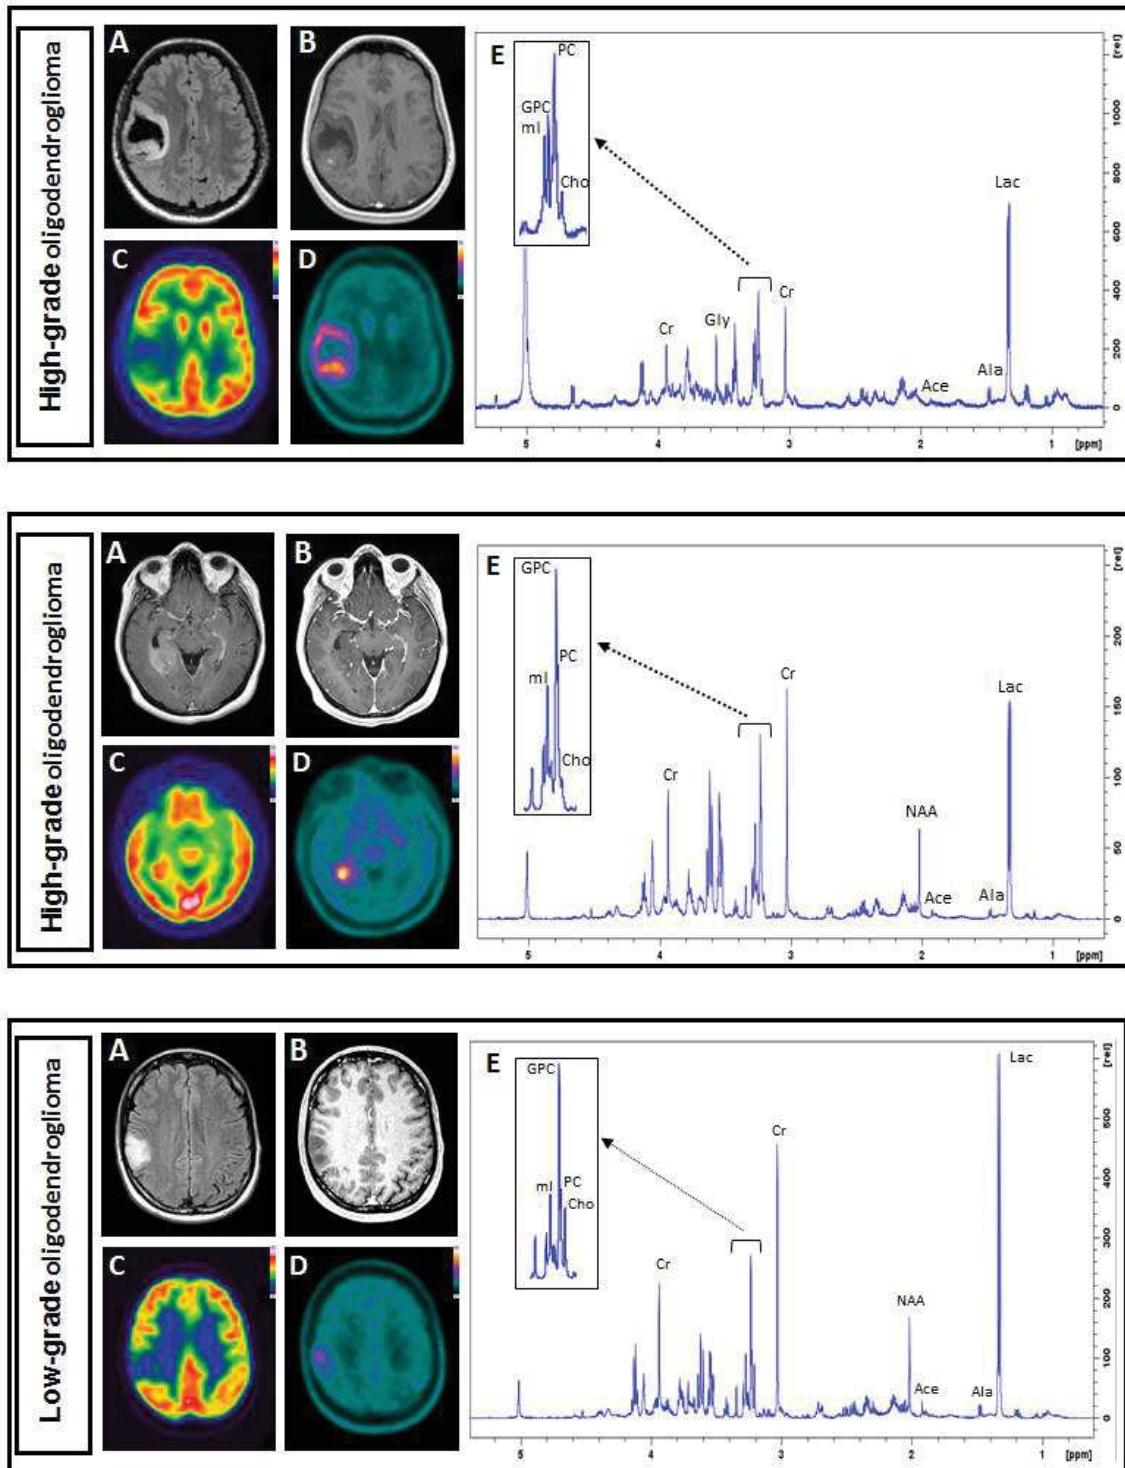 High-grade oligodendroglioma
A
B
C
D
E
PC
GPC
mI
Cho
Cr
Gly
Cr
Lac
Ace
Ala
[rel]
1000
800
600
400
200
0
5
4
3
2
1
[ppm]
High-grade oligodendroglioma
A
B
C
D
E
GPC
PC
mI
Cho
Cr
Cr
NAA
Ace
Ala
Lac
[rel]
200
150
100
50
0
5
4
3
2
1
[ppm]
Low-grade oligodendroglioma
A
B
C
D
E
GPC
mI
PC
Cho
Cr
Cr
NAA
Ace
Ala
Lac
[rel]
500
400
300
200
100
0
5
4
3
2
1
[ppm]